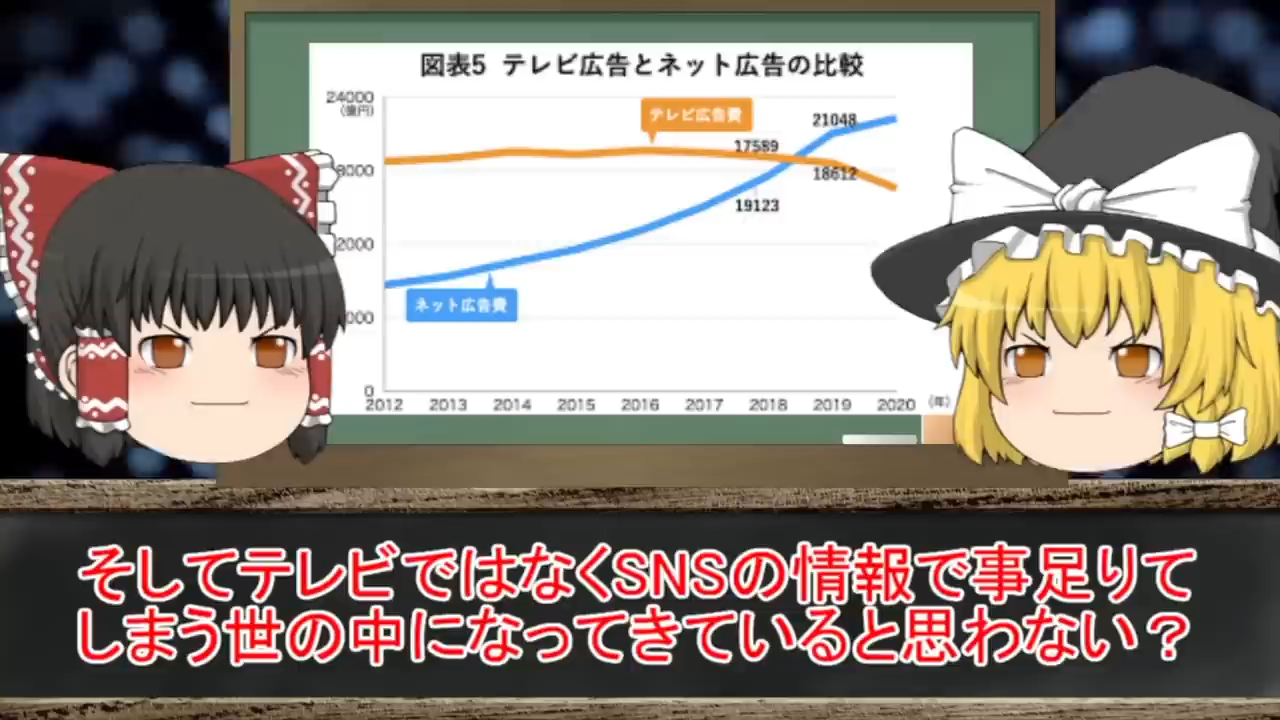 図表5 テレビ広告とネット広告の比較
24000
(億円)
テレビ広告費
21048
17589
18612
19123
ネット広告費
0
2012 2013 2014 2015 2016 2017 2018 2019 2020 (年)
そしてテレビではなくSNSの情報で事足りて
しまう世の中になってきていると思わない？